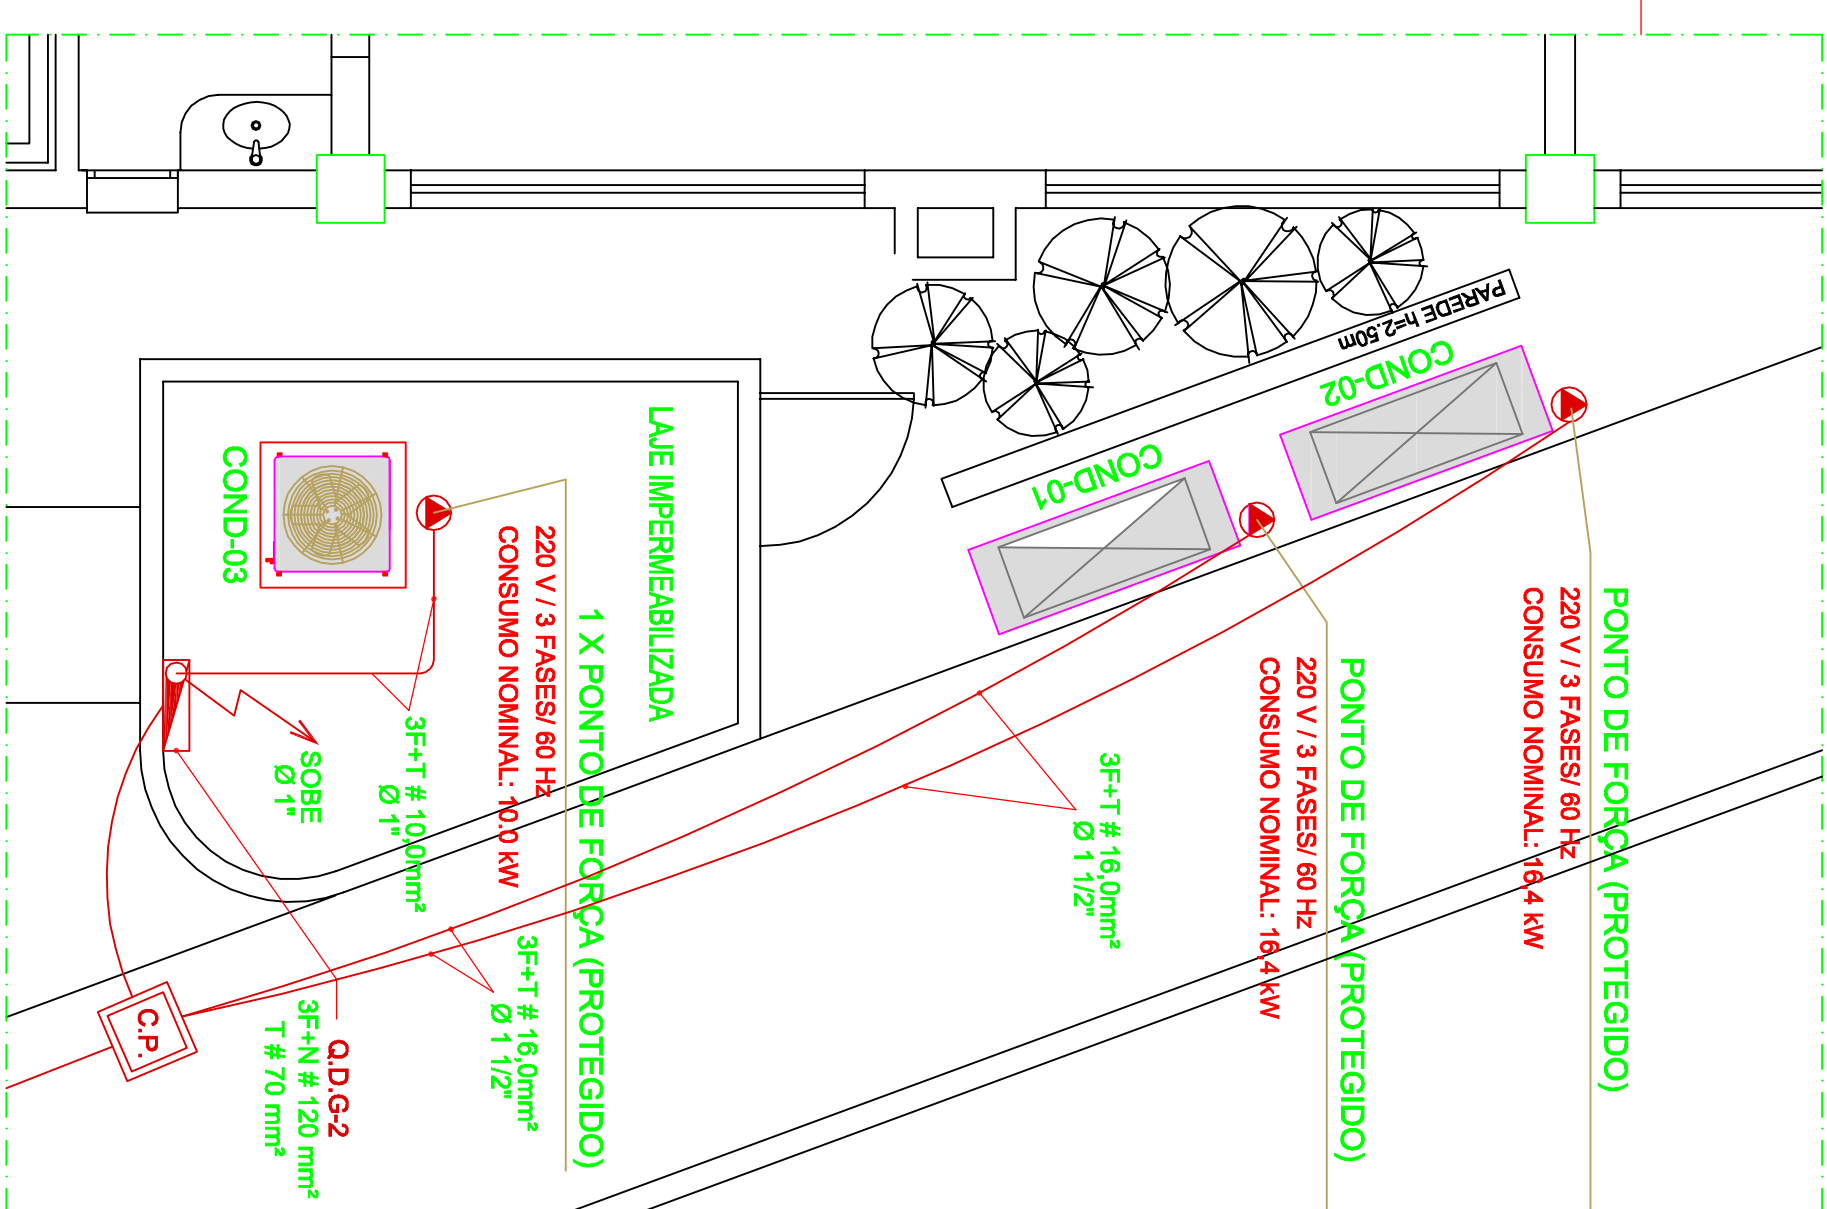 PAREDE h=2.50m
COND-02
COND-01
COND-03
LAJE IMPERMEABILIZADA
1 X PONTO DE FORÇA (PROTEGIDO)
220 V / 3 FASES/ 60 Hz
CONSUMO NOMINAL: 10.0 kW
PONTO DE FORÇA (PROTEGIDO)
220 V / 3 FASES/ 60 Hz
CONSUMO NOMINAL: 16,4 kW
PONTO DE FORÇA (PROTEGIDO)
220 V / 3 FASES/ 60 Hz
CONSUMO NOMINAL: 16,4 kW
3F+T # 10,0mm²
Ø 1"
SOBE
Ø 1"
3F+T # 16,0mm²
Ø 1 1/2"
3F+T # 16,0mm²
Ø 1 1/2"
C.P.
Q.D.G-2
3F+N # 120 mm²
T # 70 mm²